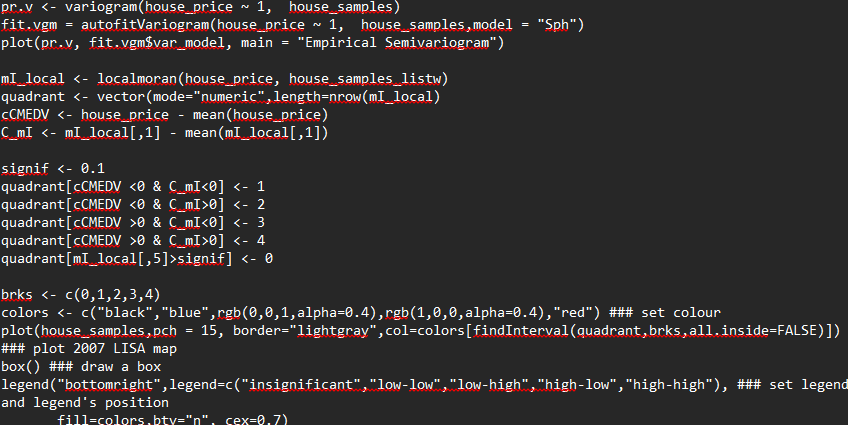 pr.v <- variogram(house_price ~ 1,  house_samples)
fit.vgm = autofitVariogram(house_price ~ 1,  house_samples,model = "Sph")
plot(pr.v, fit.vgm$var_model, main = "Empirical Semivariogram")
mI_local <- localmoran(house_price, house_samples_listw)
quadrant <- vector(mode="numeric",length=nrow(mI_local)
cCMEDV <- house_price - mean(house_price)
C_mI <- mI_local[,1] - mean(mI_local[,1])
signif <- 0.1
quadrant[cCMEDV <0 & C_mI<0] <- 1
quadrant[cCMEDV <0 & C_mI>0] <- 2
quadrant[cCMEDV >0 & C_mI<0] <- 3
quadrant[cCMEDV >0 & C_mI>0] <- 4
quadrant[mI_local[,5]>signif] <- 0
brks <- c(0,1,2,3,4)
colors <- c("black","blue",rgb(0,0,1,alpha=0.4),rgb(1,0,0,alpha=0.4),"red") ### set colour
plot(house_samples,pch = 15, border="lightgray",col=colors[findInterval(quadrant,brks,all.inside=FALSE)])
### plot 2007 LISA map
box() ### draw a box
legend("bottomright",legend=c("insignificant","low-low","low-high","high-low","high-high"), ### set legend
and legend's position
fill=colors,bty="n", cex=0.7)